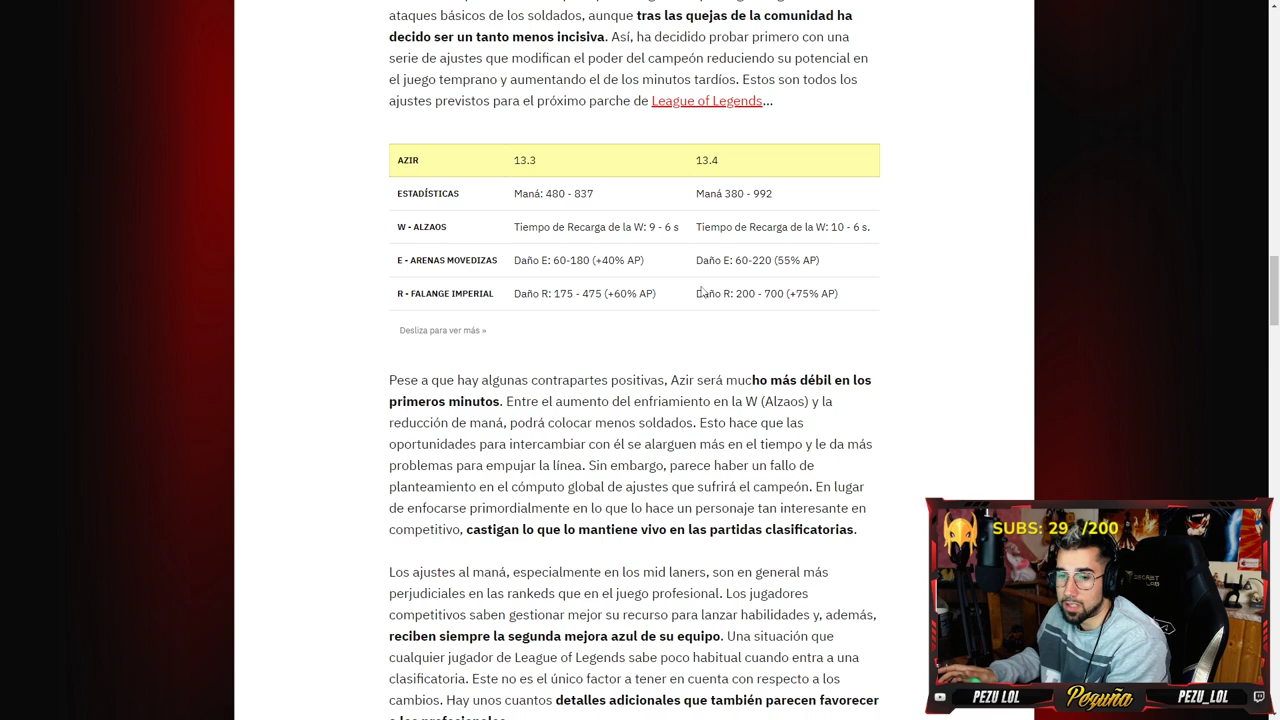 ataques básicos de los soldados, aunque tras las quejas de la comunidad ha
decido ser un tanto menos incisiva. Así, ha decidido probar primero con una
serie de ajustes que modifican el poder del campeón reduciendo su potencial en
el juego temprano y aumentando el de los minutos tardíos. Estos son todos los
ajustes previstos para el próximo parche de League of Legends...
AZIR 13.3 13.4
ESTADÍSTICAS Maná: 480 - 837 Maná 380 - 992
W - ALZAOS Tiempo de Recarga de la W: 9 - 6 s Tiempo de Recarga de la W: 10 - 6 s.
E - ARENAS MOVEDIZAS Daño E: 60-180 (+40% AP) Daño E: 60-220 (55% AP)
R - FALANGE IMPERIAL Daño R: 175 - 475 (+60% AP) Daño R: 200 - 700 (+75% AP)
Desliza para ver más »
Pese a que hay algunas contrapartes positivas, Azir será mucho más débil en los
primeros minutos. Entre el aumento del enfriamiento en la W (Alzaos) y la
reducción de maná, podrá colocar menos soldados. Esto hace que las
oportunidades para intercambiar con él se alarguen más en el tiempo y le da más
problemas para empujar la línea. Sin embargo, parece haber un fallo de
planteamiento en el cómputo global de ajustes que sufrirá el campeón. En lugar
de enfocarse primordialmente en lo que lo hace un personaje tan interesante en
competitivo, castigan lo que lo mantiene vivo en las partidas clasificatorias.
Los ajustes al maná, especialmente en los mid laners, son en general más
perjudiciales en las rankeds que en el juego profesional. Los jugadores
competitivos saben gestionar mejor su recurso para lanzar habilidades y, además,
reciben siempre la segunda mejora azul de su equipo. Una situación que
cualquier jugador de League of Legends sabe poco habitual cuando entra a una
clasificatoria. Este no es el único factor a tener en cuenta con respecto a los
cambios. Hay unos cuantos detalles adicionales que también parecen favorecer
SUBS: 29 /200
SECRET LAB
PEZU LOL
Pezuña
PEZU_LOL